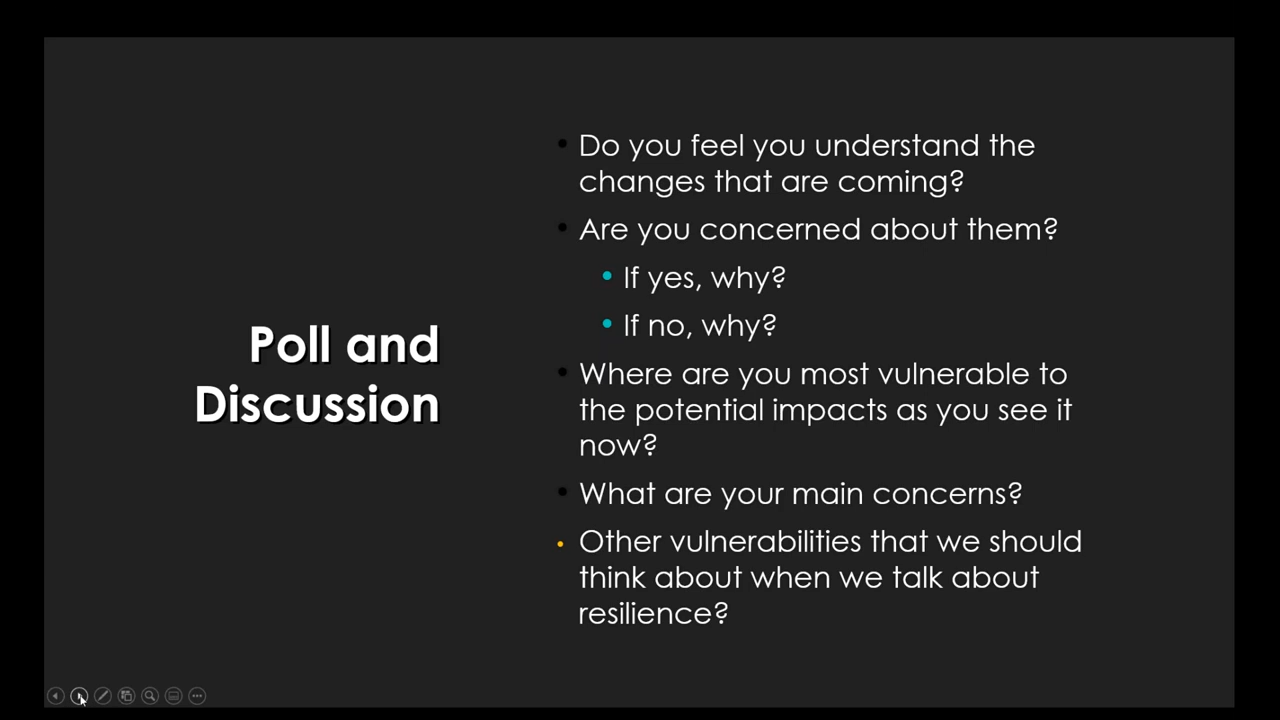 Poll and
Discussion
• Do you feel you understand the
changes that are coming?
• Are you concerned about them?
• If yes, why?
• If no, why?
• Where are you most vulnerable to
the potential impacts as you see it
now?
• What are your main concerns?
• Other vulnerabilities that we should
think about when we talk about
resilience?